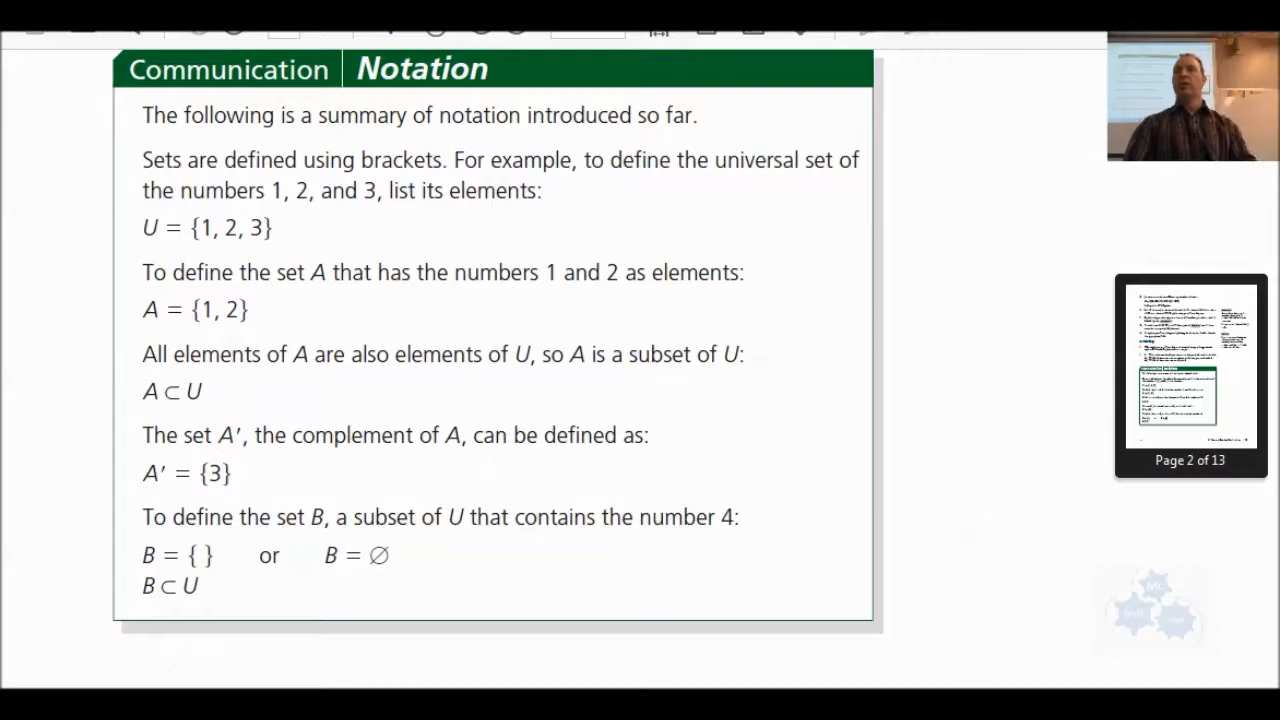 Communication Notation
The following is a summary of notation introduced so far.
Sets are defined using brackets. For example, to define the universal set of
the numbers 1, 2, and 3, list its elements:
U = {1, 2, 3}
To define the set A that has the numbers 1 and 2 as elements:
A = {1, 2}
All elements of A are also elements of U, so A is a subset of U:
A ⊂ U
The set A′, the complement of A, can be defined as:
A′ = {3}
To define the set B, a subset of U that contains the number 4:
B = { } or B = ∅
B ⊂ U
Page 2 of 13